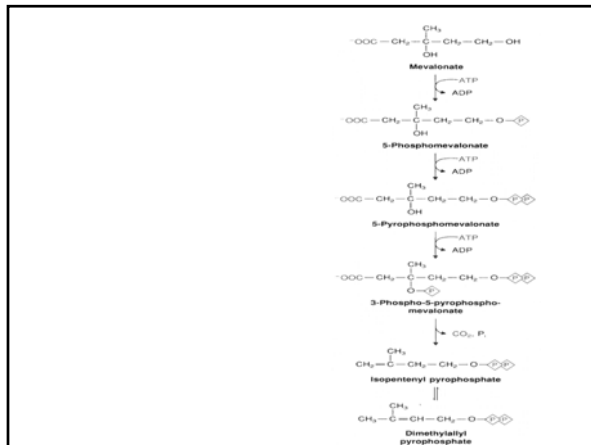 CH₃
⁻OOC—CH₂—C—CH₂—CH₂—OH
OH
Mevalonate
ATP
ADP
CH₃
⁻OOC—CH₂—C—CH₂—CH₂—O—P
OH
5-Phosphomevalonate
ATP
ADP
CH₃
⁻OOC—CH₂—C—CH₂—CH₂—O—P P
OH
5-Pyrophosphomevalonate
ATP
ADP
CH₃
⁻OOC—CH₂—C—CH₂—CH₂—O—P P
O—P
3-Phospho-5-pyrophospho-
mevalonate
CO₂, Pᵢ
CH₃
CH₂=C—CH₂—CH₂—O—P P
Isopentenyl pyrophosphate
CH₃
CH₃—C=CH—CH₂—O—P P
Dimethylallyl
pyrophosphate